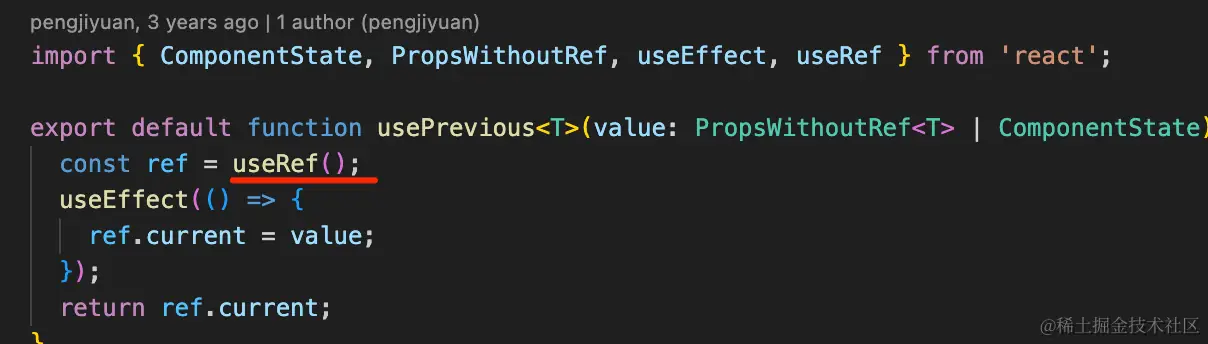 pengjiyuan, 3 years ago | 1 author (pengjiyuan)
import { ComponentState, PropsWithoutRef, useEffect, useRef } from 'react';
export default function usePrevious<T>(value: PropsWithoutRef<T> | ComponentState)
  const ref = useRef();
  useEffect(() => {
    ref.current = value;
  });
  return ref.current;
}
@稀土掘金技术社区